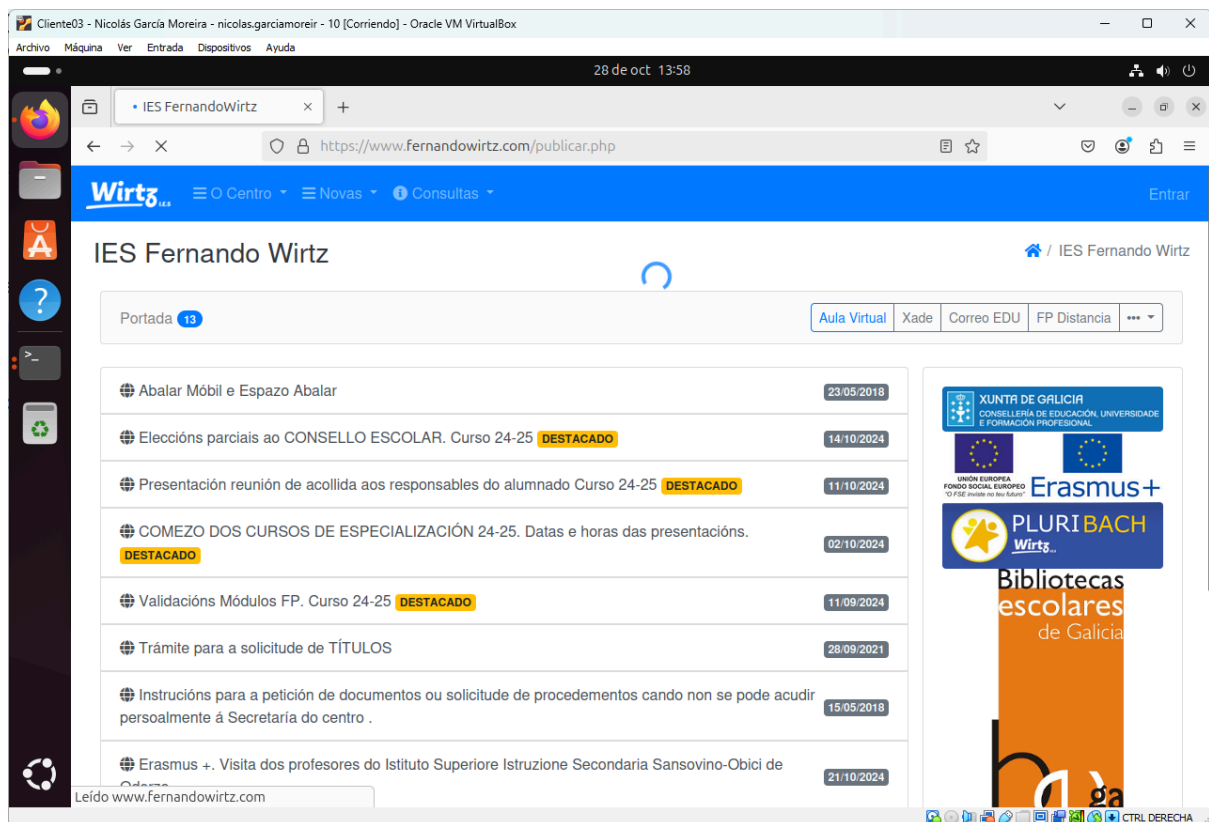 Cliente03 - Nicolás García Moreira - nicolas.garciamoreir - 10 [Corriendo] - Oracle VM VirtualBox
Archivo Máquina Ver Entrada Dispositivos Ayuda
28 de oct 13:58
IES FernandoWirtz
https://www.fernandowirtz.com/publicar.php
Wirtz I.E.S O Centro Novas Consultas Entrar
IES Fernando Wirtz
/ IES Fernando Wirtz
Portada 13
Aula Virtual Xade Correo EDU FP Distancia
Abalar Móbil e Espazo Abalar 23/05/2018
Eleccións parciais ao CONSELLO ESCOLAR. Curso 24-25 DESTACADO 14/10/2024
Presentación reunión de acollida aos responsables do alumnado Curso 24-25 DESTACADO 11/10/2024
COMEZO DOS CURSOS DE ESPECIALIZACIÓN 24-25. Datas e horas das presentacións.
DESTACADO
02/10/2024
Validacións Módulos FP. Curso 24-25 DESTACADO 11/09/2024
Trámite para a solicitude de TÍTULOS 28/09/2021
Instrucións para a petición de documentos ou solicitude de procedementos cando non se pode acudir
persoalmente á Secretaría do centro .
15/05/2018
Erasmus +. Visita dos profesores do Istituto Superiore Istruzione Secondaria Sansovino-Obici de
21/10/2024
XUNTA DE GALICIA
CONSELLERÍA DE EDUCACIÓN, UNIVERSIDADE
E FORMACIÓN PROFESIONAL
UNIÓN EUROPEA
FONDO SOCIAL EUROPEO
"O FSE inviste no teu futuro"
Erasmus+
PLURIBACH
Wirtz
Bibliotecas
escolares
de Galicia
ga
Leído www.fernandowirtz.com
CTRL DERECHA